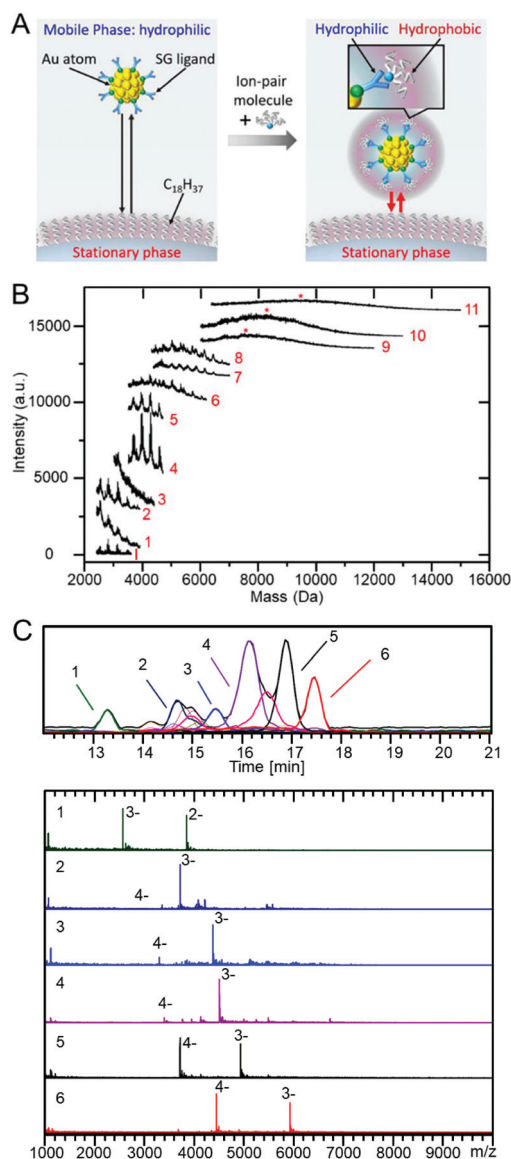 A
Mobile Phase: hydrophilic
Au atom
SG ligand
C18H37
Stationary phase
Ion-pair
molecule
+
Hydrophilic
Hydrophobic
Stationary phase
B
Intensity (a.u.)
15000
10000
5000
0
*
*
*
11
10
9
8
7
6
5
4
3
2
1
2000 4000 6000 8000 10000 12000 14000 16000
Mass (Da)
C
1
2
3
4
5
6
13 14 15 16 17 18 19 20 21
Time [min]
1
3-
2-
2
4-
3-
3
4-
3-
4
4-
3-
5
4-
3-
6
4-
3-
1000 2000 3000 4000 5000 6000 7000 8000 9000 m/z